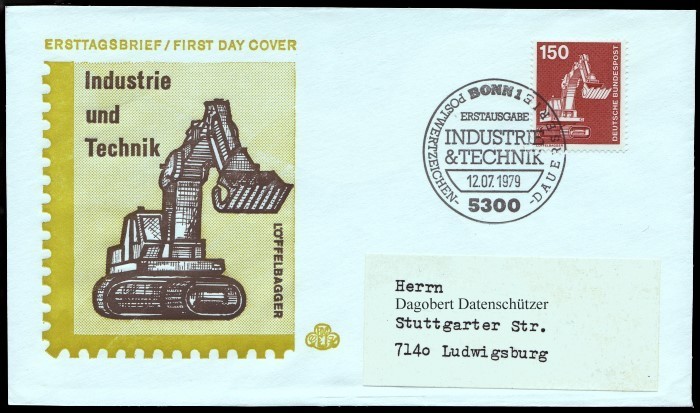 ERSTTAGSBRIEF / FIRST DAY COVER
Industrie
und
Technik
LÖFFELBAGGER
150
DEUTSCHE BUNDESPOST
BONN 1
ERSTAUSGABE
INDUSTRIE
& TECHNIK
12.07.1979
5300
POSTWERTZEICHEN-
Herrn
Dagobert Datenschützer
Stuttgarter Str.
714o Ludwigsburg